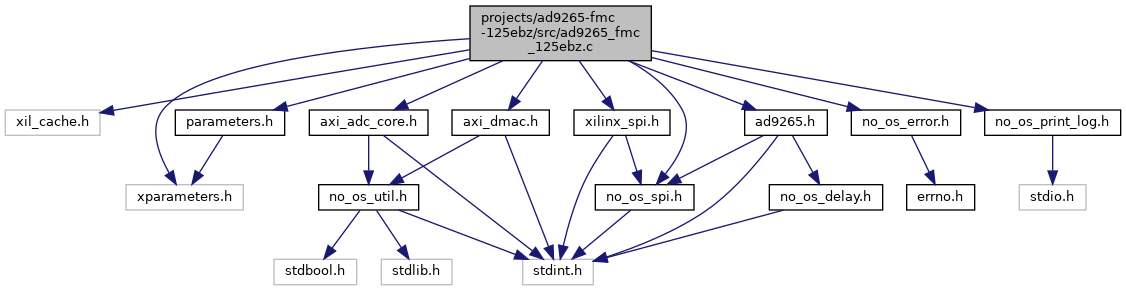 projects/ad9265-fmc
-125ebz/src/ad9265_fmc
_125ebz.c
xil_cache.h
parameters.h
axi_adc_core.h
axi_dmac.h
xilinx_spi.h
ad9265.h
no_os_error.h
no_os_print_log.h
xparameters.h
no_os_util.h
no_os_spi.h
no_os_delay.h
errno.h
stdio.h
stdbool.h
stdlib.h
stdint.h